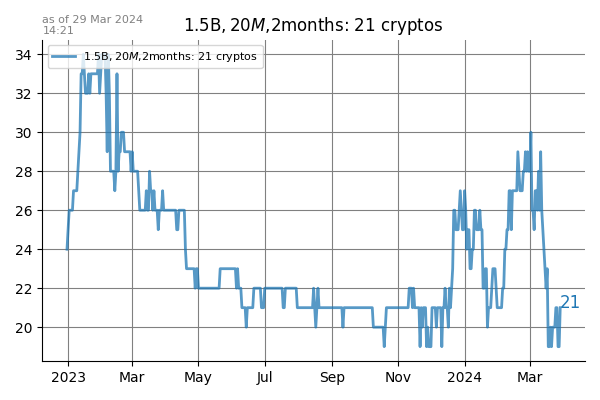 as of 29 Mar 2024
14:21
1.5B, 20M,2months: 21 cryptos
1.5B, 20M,2months: 21 cryptos
34
32
30
28
26
24
22
20
21
2023
Mar
May
Jul
Sep
Nov
2024
Mar